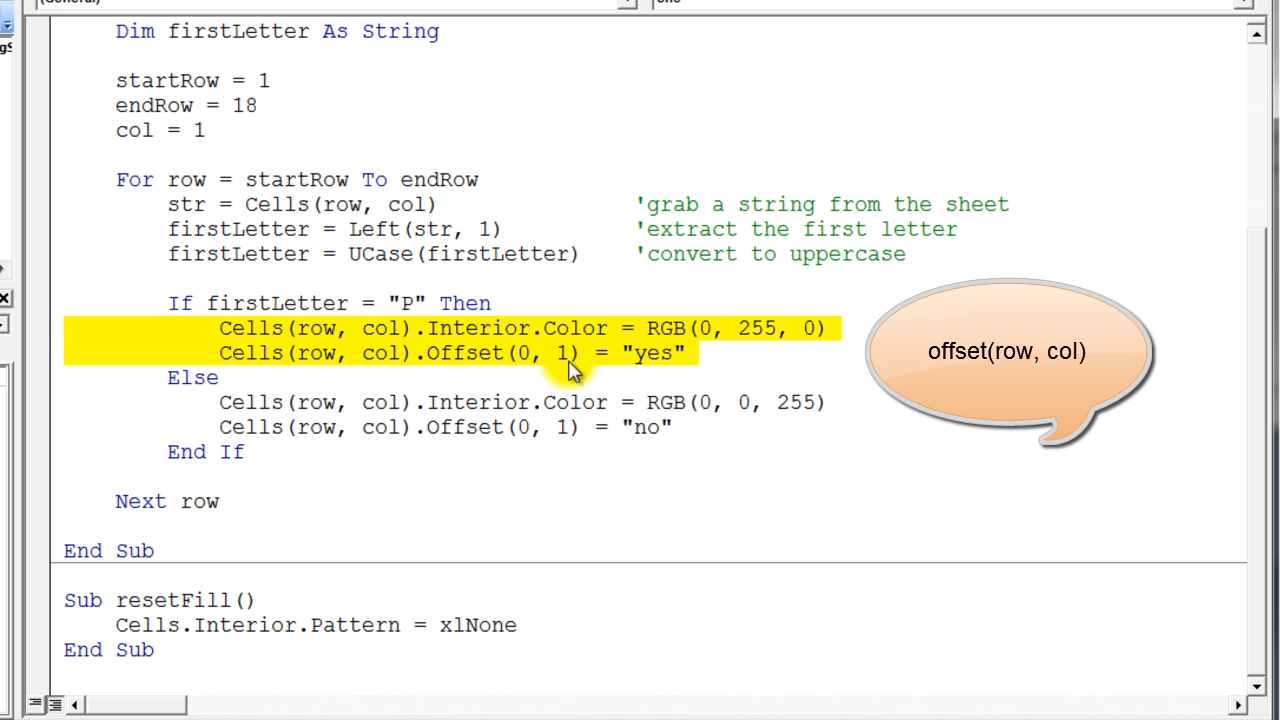 (General)
one
gS
Dim firstLetter As String
startRow = 1
endRow = 18
col = 1
For row = startRow To endRow
str = Cells(row, col) 'grab a string from the sheet
firstLetter = Left(str, 1) 'extract the first letter
firstLetter = UCase(firstLetter) 'convert to uppercase
If firstLetter = "P" Then
Cells(row, col).Interior.Color = RGB(0, 255, 0)
Cells(row, col).Offset(0, 1) = "yes"
offset(row, col)
Else
Cells(row, col).Interior.Color = RGB(0, 0, 255)
Cells(row, col).Offset(0, 1) = "no"
End If
Next row
End Sub
Sub resetFill()
Cells.Interior.Pattern = xlNone
End Sub